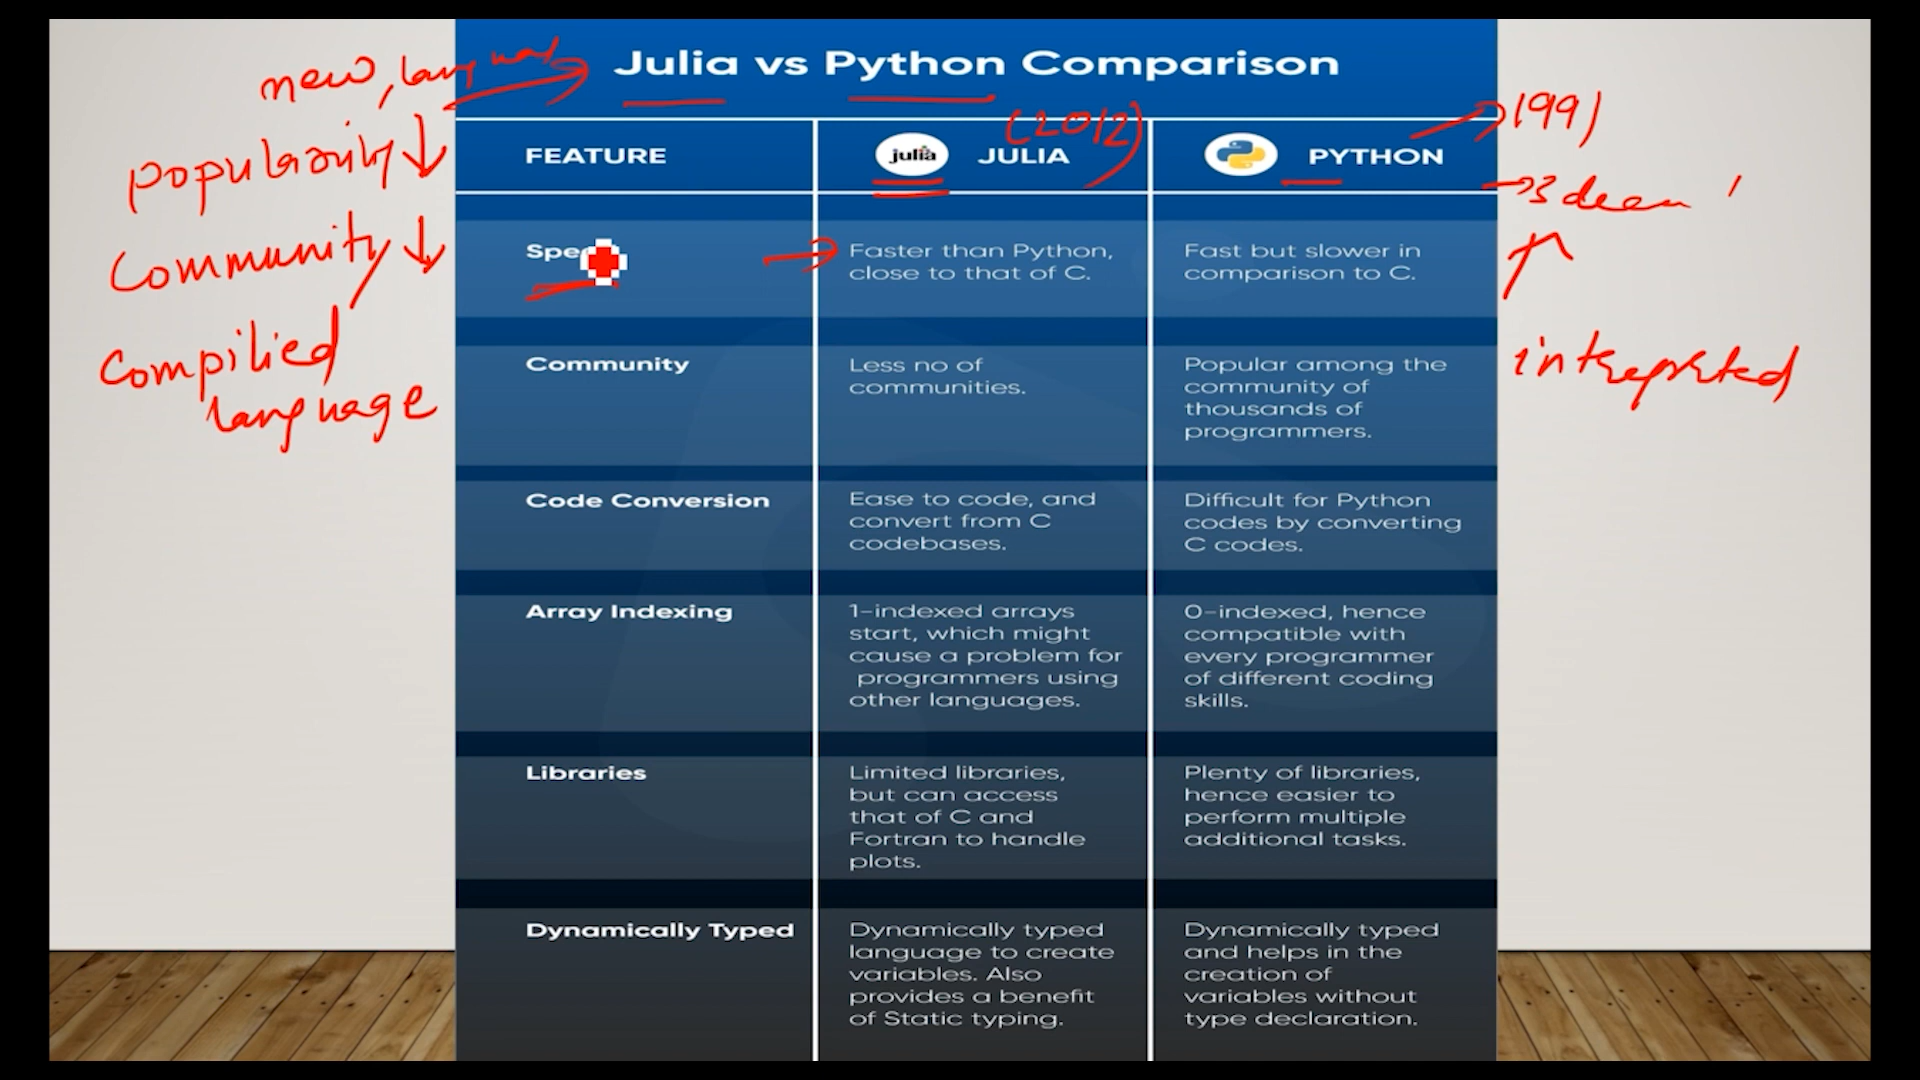 Julia vs Python Comparison
new, language
popularity
Community
Compilied
language
(2012)
1991
interepted
FEATURE
julia JULIA
PYTHON
Faster than Python,
close to that of C.
Fast but slower in
comparison to C.
Community
Less no of
communities.
Popular among the
community of
thousands of
programmers.
Code Conversion
Ease to code, and
convert from C
codebases.
Difficult for Python
codes by converting
C codes.
Array Indexing
1-indexed arrays
start, which might
cause a problem for
programmers using
other languages.
0-indexed, hence
compatible with
every programmer
of different coding
skills.
Libraries
Limited libraries,
but can access
that of C and
Fortran to handle
plots.
Plenty of libraries,
hence easier to
perform multiple
additional tasks.
Dynamically Typed
Dynamically typed
language to create
variables. Also
provides a benefit
of Static typing.
Dynamically typed
and helps in the
creation of
variables without
type declaration.